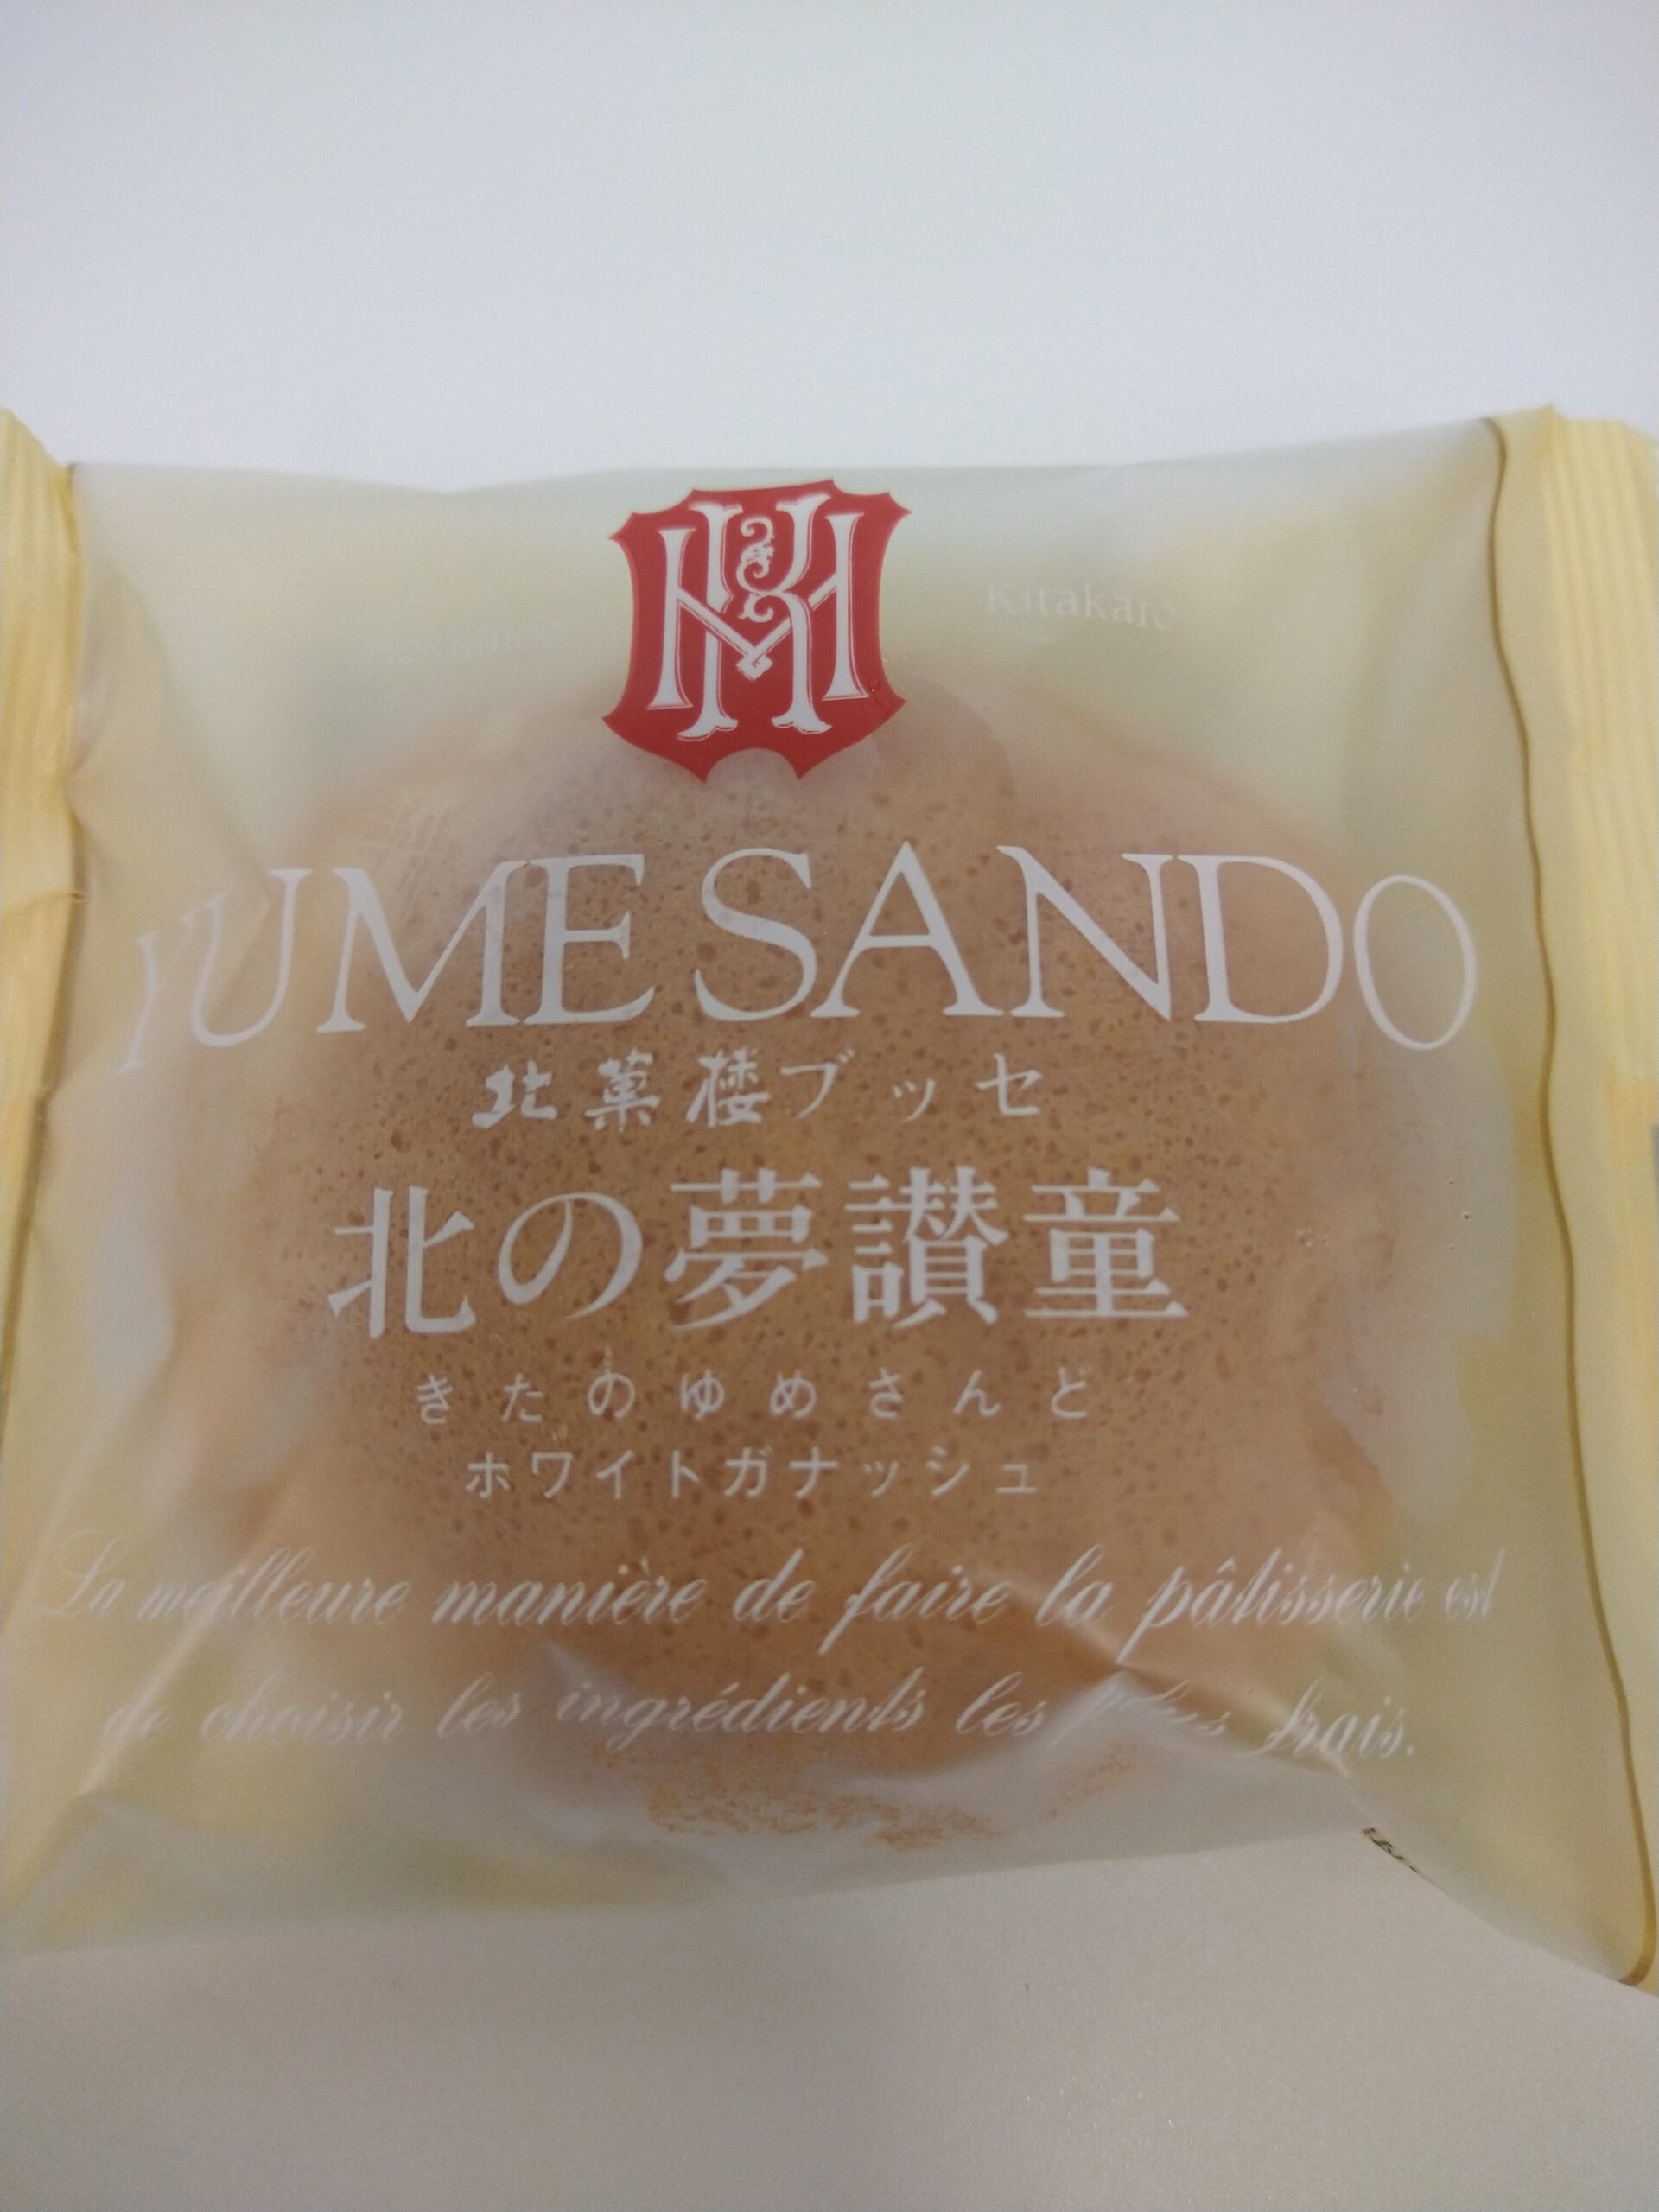 Kitakaro
YUME SANDO
北菓楼ブッセ
北の夢讃童
きたのゆめさんど
ホワイトガナッシュ
La meilleure manière de faire la pâtisserie est
de choisir les ingrédients les plus frais.